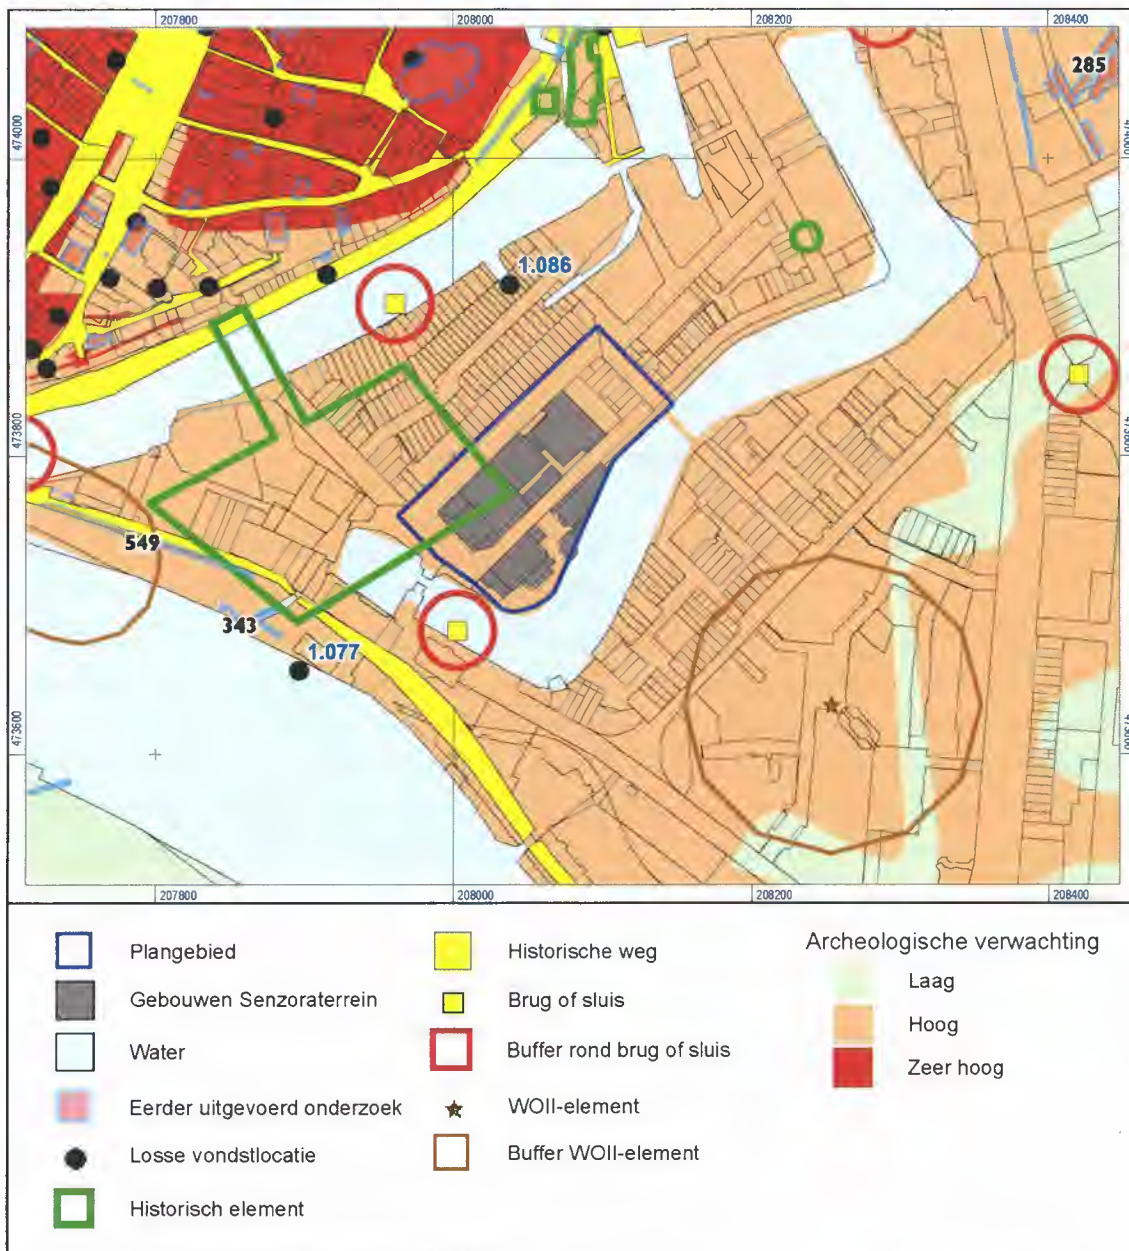 207800 208000 208200 208400
285
474000
1.086
473800
549
343
1.077
473600
207800 208000 208200 208400
Plangebied
Gebouwen Senzoraterrein
Water
Eerder uitgevoerd onderzoek
Losse vondstlocatie
Historisch element
Historische weg
Brug of sluis
Buffer rond brug of sluis
WOII-element
Buffer WOII-element
Archeologische verwachting
Laag
Hoog
Zeer hoog